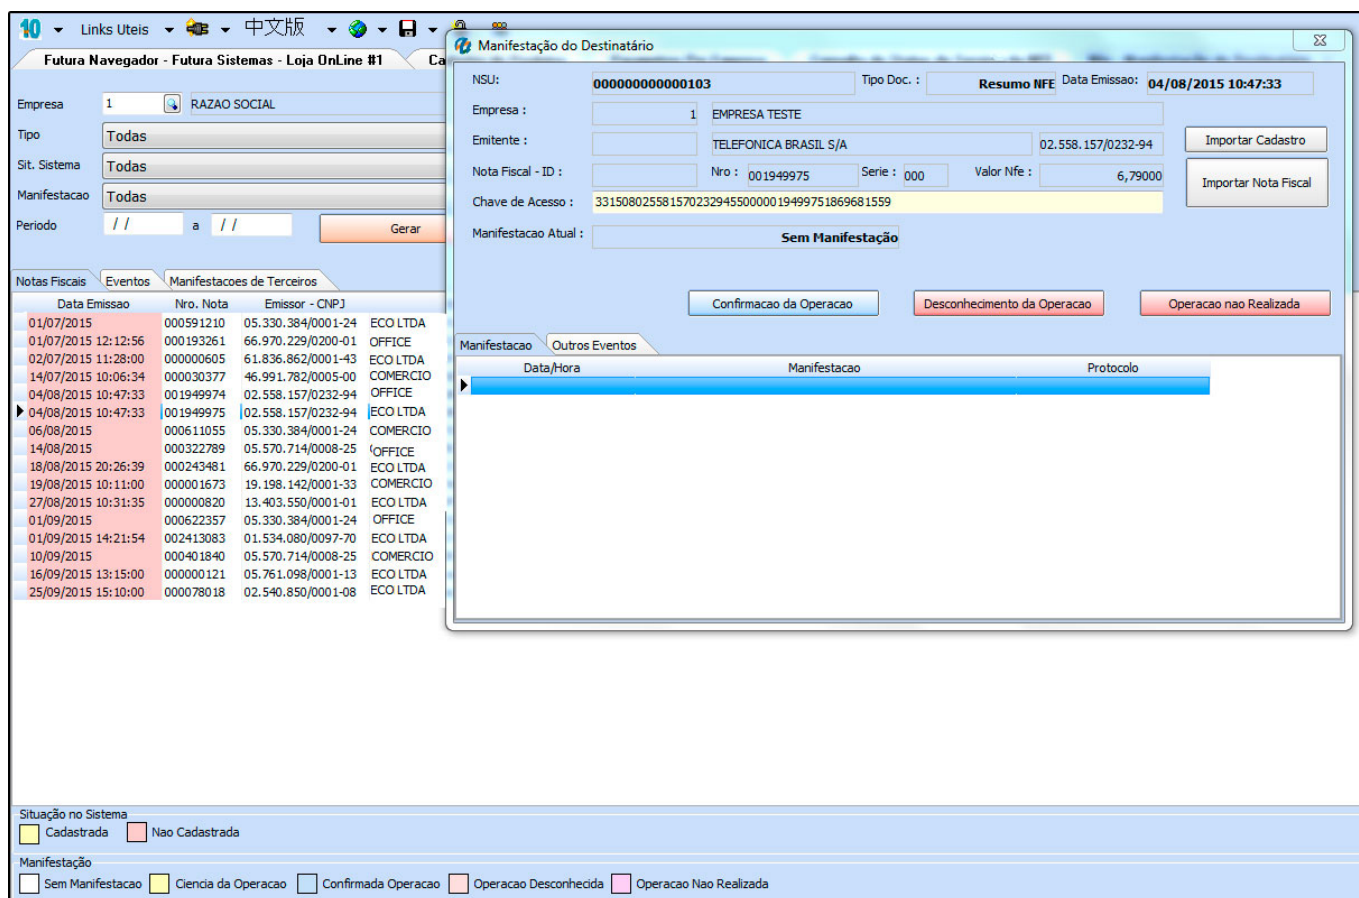 10 Links Uteis 中文版
Futura Navegador - Futura Sistemas - Loja OnLine #1 Ca
Empresa 1 RAZAO SOCIAL
Tipo Todas
Sit. Sistema Todas
Manifestacao Todas
Periodo / / a / / Gerar
Notas Fiscais Eventos Manifestacoes de Terceiros
Data Emissao Nro. Nota Emissor - CNPJ
01/07/2015 000591210 05.330.384/0001-24 ECO LTDA
01/07/2015 12:12:56 000193261 66.970.229/0200-01 OFFICE
02/07/2015 11:28:00 000000605 61.836.862/0001-43 ECO LTDA
14/07/2015 10:06:34 000030377 46.991.782/0005-00 COMERCIO
04/08/2015 10:47:33 001949974 02.558.157/0232-94 OFFICE
04/08/2015 10:47:33 001949975 02.558.157/0232-94 ECO LTDA
06/08/2015 000611055 05.330.384/0001-24 COMERCIO
14/08/2015 000322789 05.570.714/0008-25 OFFICE
18/08/2015 20:26:39 000243481 66.970.229/0200-01 ECO LTDA
19/08/2015 10:11:00 000001673 19.198.142/0001-33 COMERCIO
27/08/2015 10:31:35 000000820 13.403.550/0001-01 ECO LTDA
01/09/2015 000622357 05.330.384/0001-24 OFFICE
01/09/2015 14:21:54 002413083 01.534.080/0097-70 ECO LTDA
10/09/2015 000401840 05.570.714/0008-25 COMERCIO
16/09/2015 13:15:00 000000121 05.761.098/0001-13 ECO LTDA
25/09/2015 15:10:00 000078018 02.540.850/0001-08 ECO LTDA
Manifestação do Destinatário
NSU: 000000000000103 Tipo Doc. : Resumo NFE Data Emissao: 04/08/2015 10:47:33
Empresa : 1 EMPRESA TESTE
Emitente : TELEFONICA BRASIL S/A 02.558.157/0232-94 Importar Cadastro
Nota Fiscal - ID : Nro : 001949975 Serie : 000 Valor Nfe : 6,79000 Importar Nota Fiscal
Chave de Acesso : 33150802558157023294550000019499751869681559
Manifestacao Atual : Sem Manifestação
Confirmacao da Operacao Desconhecimento da Operacao Operacao nao Realizada
Manifestacao Outros Eventos
Data/Hora Manifestacao Protocolo
Situação no Sistema
Cadastrada Nao Cadastrada
Manifestação
Sem Manifestacao Ciencia da Operacao Confirmada Operacao Operacao Desconhecida Operacao Nao Realizada